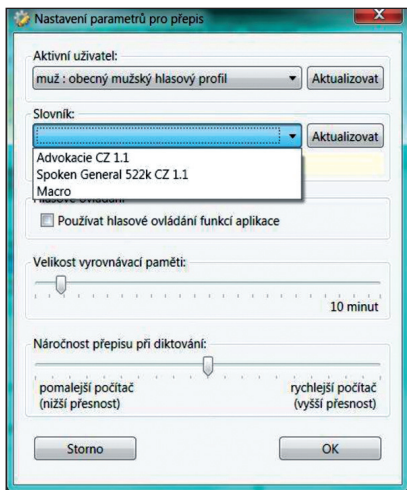 Nastavení parametrů pro přepis
Aktivní uživatel:
muž : obecný mužský hlasový profil
Aktualizovat
Slovník:
Aktualizovat
Advokacie CZ 1.1
Spoken General 522k CZ 1.1
Macro
Hlasové ovládání
Používat hlasové ovládání funkcí aplikace
Velikost vyrovnávací paměti:
10 minut
Náročnost přepisu při diktování:
pomalejší počítač
(nižší přesnost)
rychlejší počítač
(vyšší přesnost)
Storno
OK